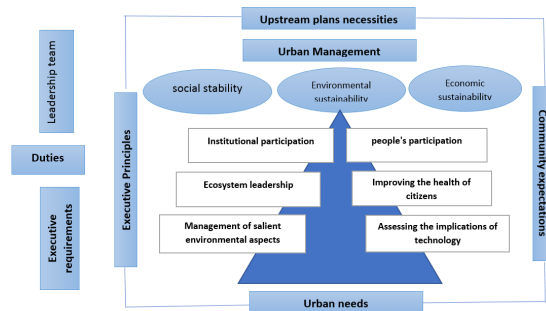 Upstream plans necessities
Urban Management
Leadership team
social stability
Environmental
sustainability
Economic
sustainability
Institutional participation
people's participation
Duties
Executive Principles
Community expectations
Ecosystem leadership
Improving the health of
citizens
Executive
requirements
Management of salient
environmental aspects
Assessing the implications of
technology
Urban needs